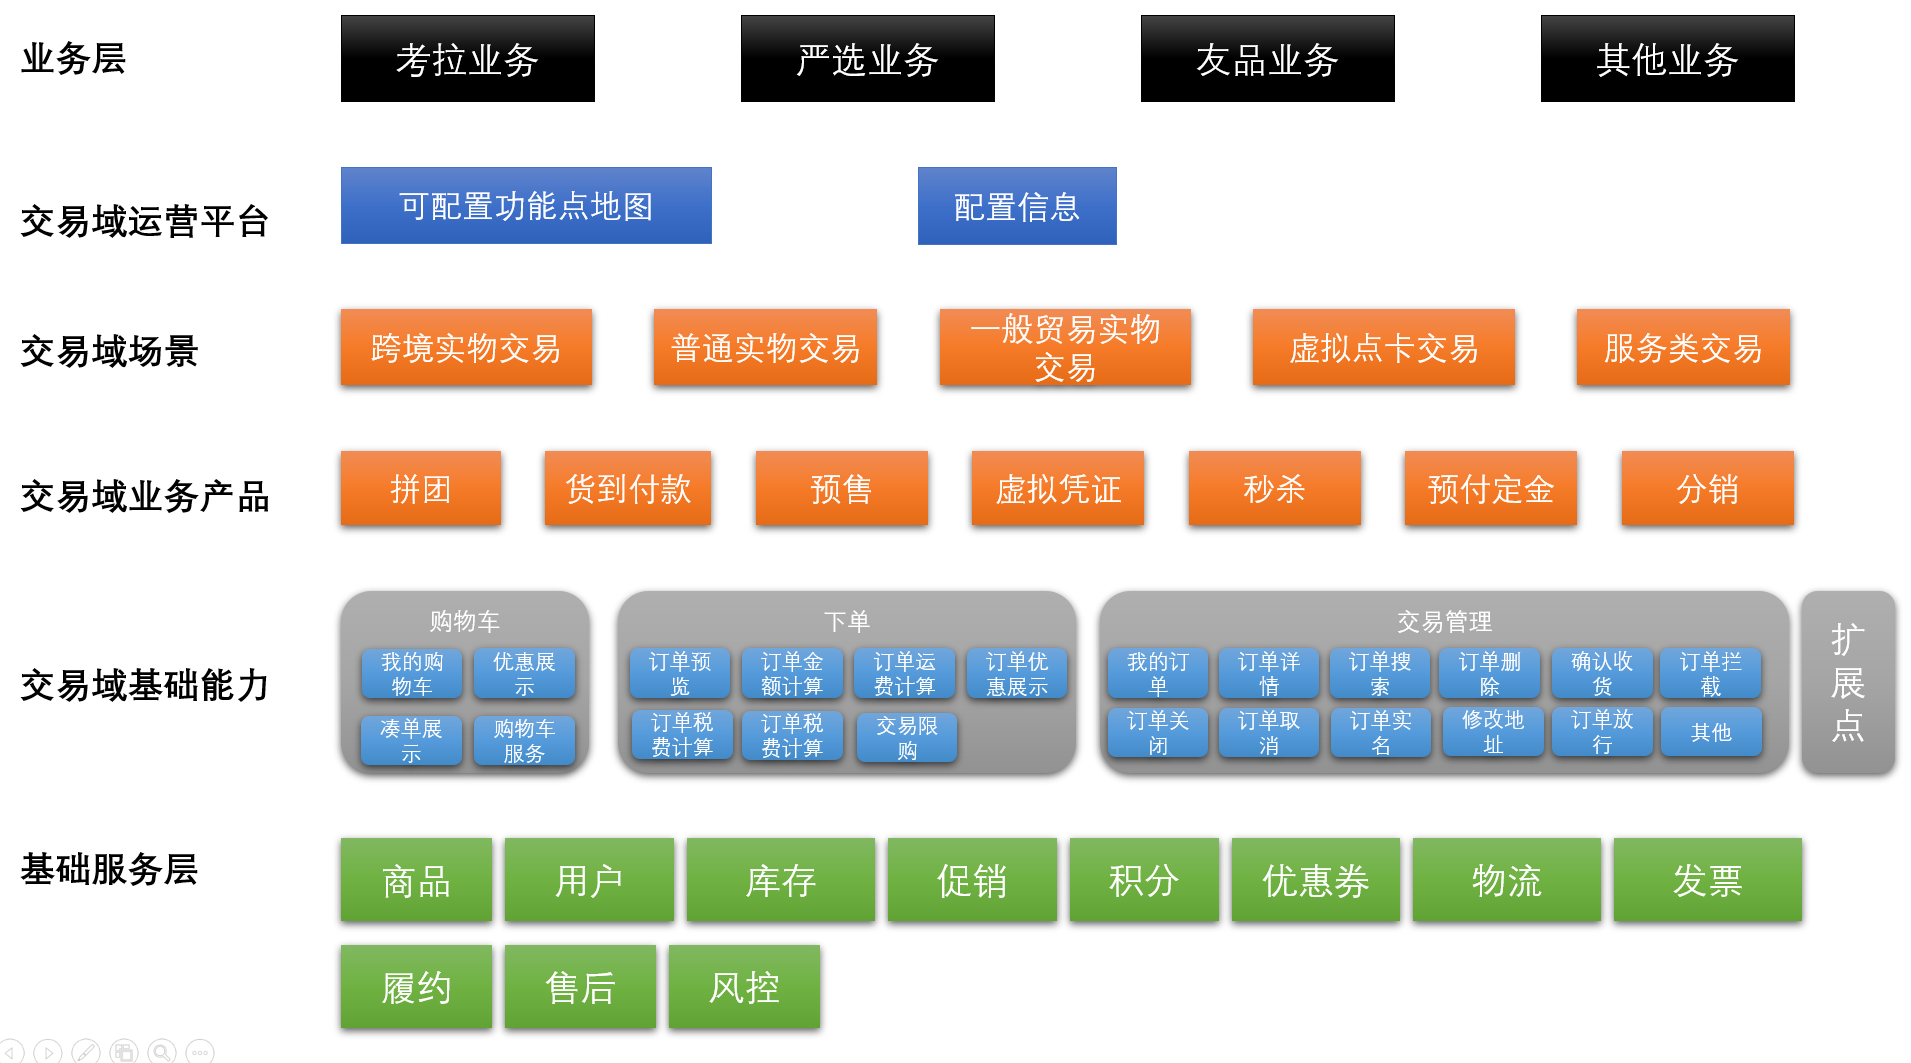 业务层
考拉业务
严选业务
友品业务
其他业务
交易域运营平台
可配置功能点地图
配置信息
交易域场景
跨境实物交易
普通实物交易
一般贸易实物
交易
虚拟点卡交易
服务类交易
交易域业务产品
拼团
货到付款
预售
虚拟凭证
秒杀
预付定金
分销
交易域基础能力
购物车
我的购
物车
优惠展
示
凑单展
示
购物车
服务
下单
订单预
览
订单金
额计算
订单运
费计算
订单优
惠展示
订单税
费计算
订单税
费计算
交易限
购
交易管理
我的订
单
订单详
情
订单搜
索
订单删
除
确认收
货
订单拦
截
订单关
闭
订单取
消
订单实
名
修改地
址
订单放
行
其他
扩
展
点
基础服务层
商品
用户
库存
促销
积分
优惠券
物流
发票
履约
售后
风控